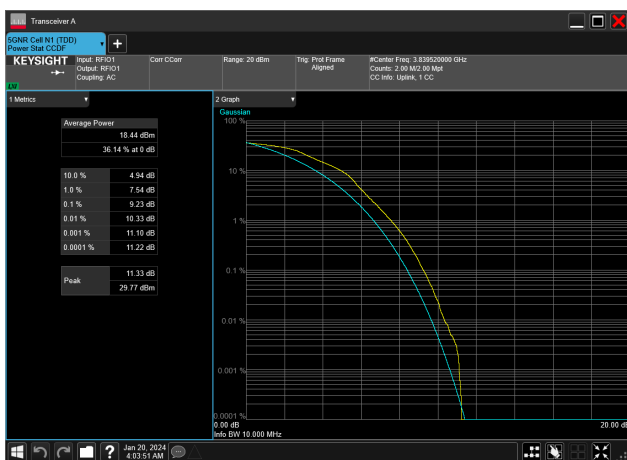 Transceiver A
5GNR Cell N1 (TDD)
Power Stat CCDF
KEYSIGHT
Input: RFIO1
Output: RFIO1
Coupling: AC
Corr CCorr
Range: 20 dBm
Trig: Prot Frame
Aligned
#Center Freq: 3.839520000 GHz
Counts: 2.00 M/2.00 Mpt
CC Info: Uplink, 1 CC
1 Metrics
Average Power
18.44 dBm
36.14 % at 0 dB
10.0 % 4.94 dB
1.0 % 7.54 dB
0.1 % 9.23 dB
0.01 % 10.33 dB
0.001 % 11.10 dB
0.0001 % 11.22 dB
Peak
11.33 dB
29.77 dBm
2 Graph
Gaussian
100 %
10 %
1 %
0.1 %
0.01 %
0.001 %
0.0001 %
0.00 dB
20.00 dB
Info BW 10.000 MHz
Jan 20, 2024
4:03:51 AM